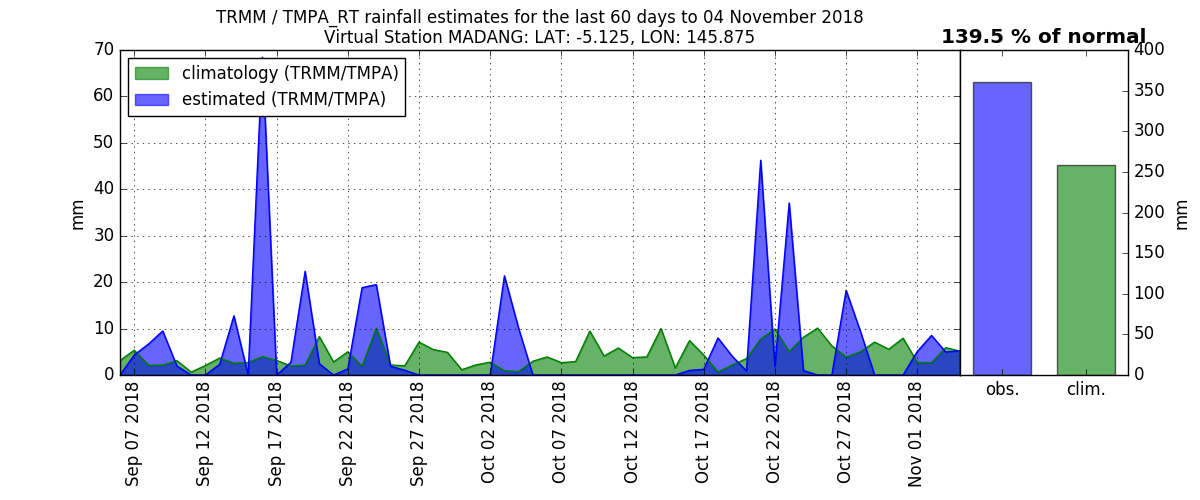 TRMM / TMPA_RT rainfall estimates for the last 60 days to 04 November 2018
Virtual Station MADANG: LAT: -5.125, LON: 145.875
139.5 % of normal
climatology (TRMM/TMPA)
estimated (TRMM/TMPA)
mm
70
60
50
40
30
20
10
0
Sep 07 2018
Sep 12 2018
Sep 17 2018
Sep 22 2018
Sep 27 2018
Oct 02 2018
Oct 07 2018
Oct 12 2018
Oct 17 2018
Oct 22 2018
Oct 27 2018
Nov 01 2018
obs.
clim.
400
350
300
250
200
150
100
50
0
mm